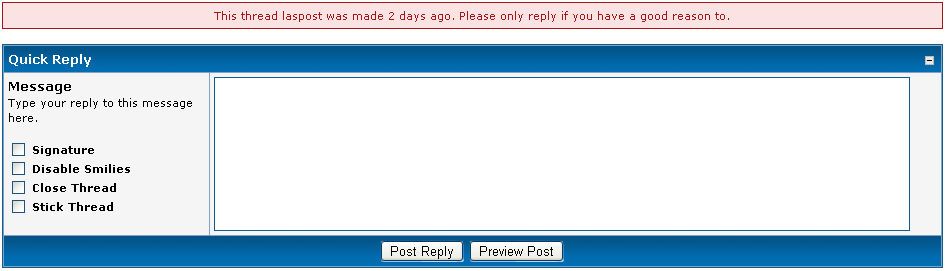 This thread laspost was made 2 days ago. Please only reply if you have a good reason to.
Quick Reply
Message
Type your reply to this message
here.
Signature
Disable Smilies
Close Thread
Stick Thread
Post Reply Preview Post